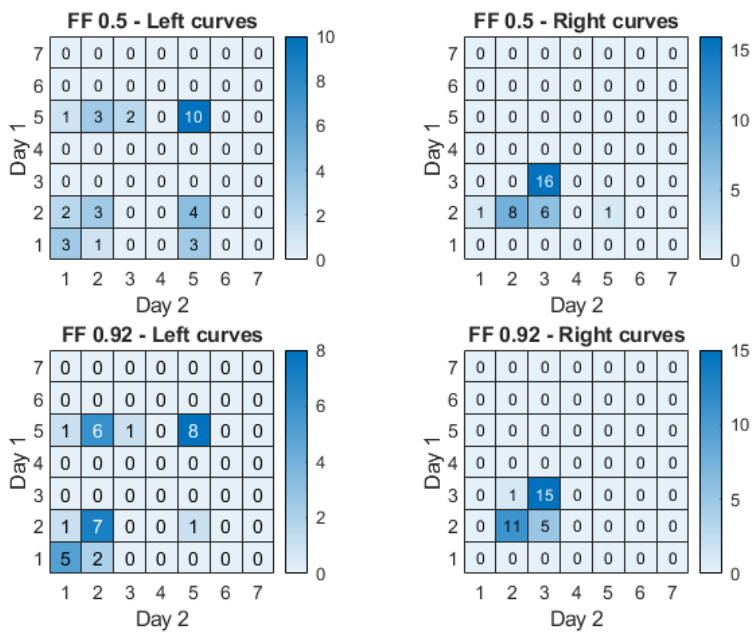 FF 0.5 - Left curves
7 0 0 0 0 0 0 0
6 0 0 0 0 0 0 0
5 1 3 2 0 10 0 0
4 0 0 0 0 0 0 0
3 0 0 0 0 0 0 0
2 2 3 0 0 4 0 0
1 3 1 0 0 3 0 0
1 2 3 4 5 6 7
Day 1
Day 2
10
8
6
4
2
0
FF 0.5 - Right curves
7 0 0 0 0 0 0 0
6 0 0 0 0 0 0 0
5 0 0 0 0 0 0 0
4 0 0 0 0 0 0 0
3 0 0 16 0 0 0 0
2 1 8 6 0 1 0 0
1 0 0 0 0 0 0 0
1 2 3 4 5 6 7
Day 1
Day 2
15
10
5
0
FF 0.92 - Left curves
7 0 0 0 0 0 0 0
6 0 0 0 0 0 0 0
5 1 6 1 0 8 0 0
4 0 0 0 0 0 0 0
3 0 0 0 0 0 0 0
2 1 7 0 0 1 0 0
1 5 2 0 0 0 0 0
1 2 3 4 5 6 7
Day 1
Day 2
8
6
4
2
0
FF 0.92 - Right curves
7 0 0 0 0 0 0 0
6 0 0 0 0 0 0 0
5 0 0 0 0 0 0 0
4 0 0 0 0 0 0 0
3 0 1 15 0 0 0 0
2 0 11 5 0 0 0 0
1 0 0 0 0 0 0 0
1 2 3 4 5 6 7
Day 1
Day 2
15
10
5
0